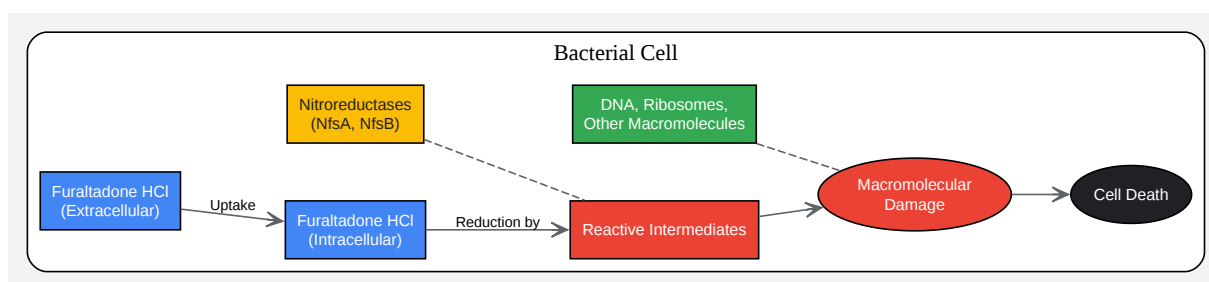 Bacterial Cell
Nitroreductases
(NfsA, NfsB)
DNA, Ribosomes,
Other Macromolecules
Furaltadone HCl
(Extracellular)
Uptake
Furaltadone HCl
(Intracellular)
Reduction by
Reactive Intermediates
Macromolecular
Damage
Cell Death